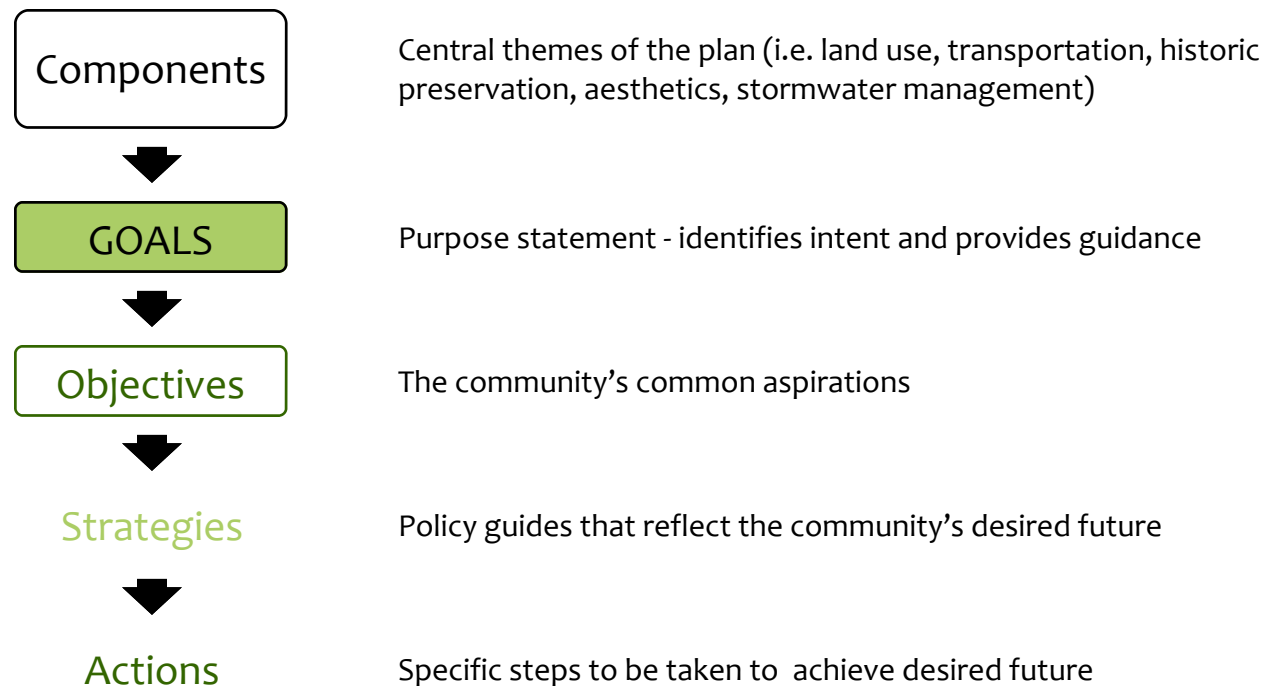 Components
Central themes of the plan (i.e. land use, transportation, historic
preservation, aesthetics, stormwater management)
GOALS
Purpose statement - identifies intent and provides guidance
Objectives
The community’s common aspirations
Strategies
Policy guides that reflect the community’s desired future
Actions
Specific steps to be taken to  achieve desired future